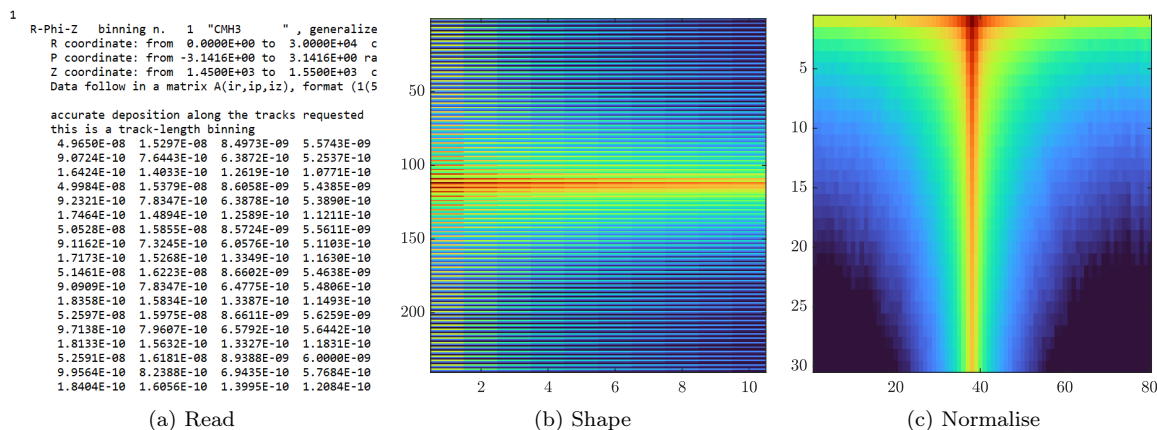 1
R-Phi-Z binning n. 1 "CMH3 ", generalize
R coordinate: from 0.0000E+00 to 3.0000E+04 c
P coordinate: from -3.1416E+00 to 3.1416E+00 ra
Z coordinate: from 1.4500E+03 to 1.5500E+03 c
Data follow in a matrix A(ir,ip,iz), format (1(5
accurate deposition along the tracks requested
this is a track-length binning
4.9650E-08 1.5297E-08 8.4973E-09 5.5743E-09
9.0724E-10 7.6443E-10 6.3872E-10 5.2537E-10
1.6424E-10 1.4033E-10 1.2619E-10 1.0771E-10
4.9984E-08 1.5379E-08 8.6058E-09 5.4385E-09
9.2321E-10 7.8347E-10 6.3878E-10 5.3890E-10
1.7464E-10 1.4894E-10 1.2589E-10 1.1211E-10
5.0528E-08 1.5855E-08 8.5724E-09 5.5611E-09
9.1162E-10 7.3245E-10 6.0576E-10 5.1103E-10
1.7173E-10 1.5268E-10 1.3349E-10 1.1630E-10
5.1461E-08 1.6223E-08 8.6602E-09 5.4638E-09
9.0909E-10 7.8347E-10 6.4775E-10 5.4806E-10
1.8358E-10 1.5834E-10 1.3387E-10 1.1493E-10
5.2597E-08 1.5975E-08 8.6611E-09 5.6259E-09
9.7138E-10 7.9607E-10 6.5792E-10 5.6442E-10
1.8133E-10 1.5632E-10 1.3327E-10 1.1831E-10
5.2591E-08 1.6181E-08 8.9388E-09 6.0000E-09
9.9564E-10 8.2388E-10 6.9435E-10 5.7684E-10
1.8404E-10 1.6056E-10 1.3995E-10 1.2084E-10
(a) Read
50
100
150
200
2 4 6 8 10
(b) Shape
5
10
15
20
25
30
20 40 60 80
(c) Normalise